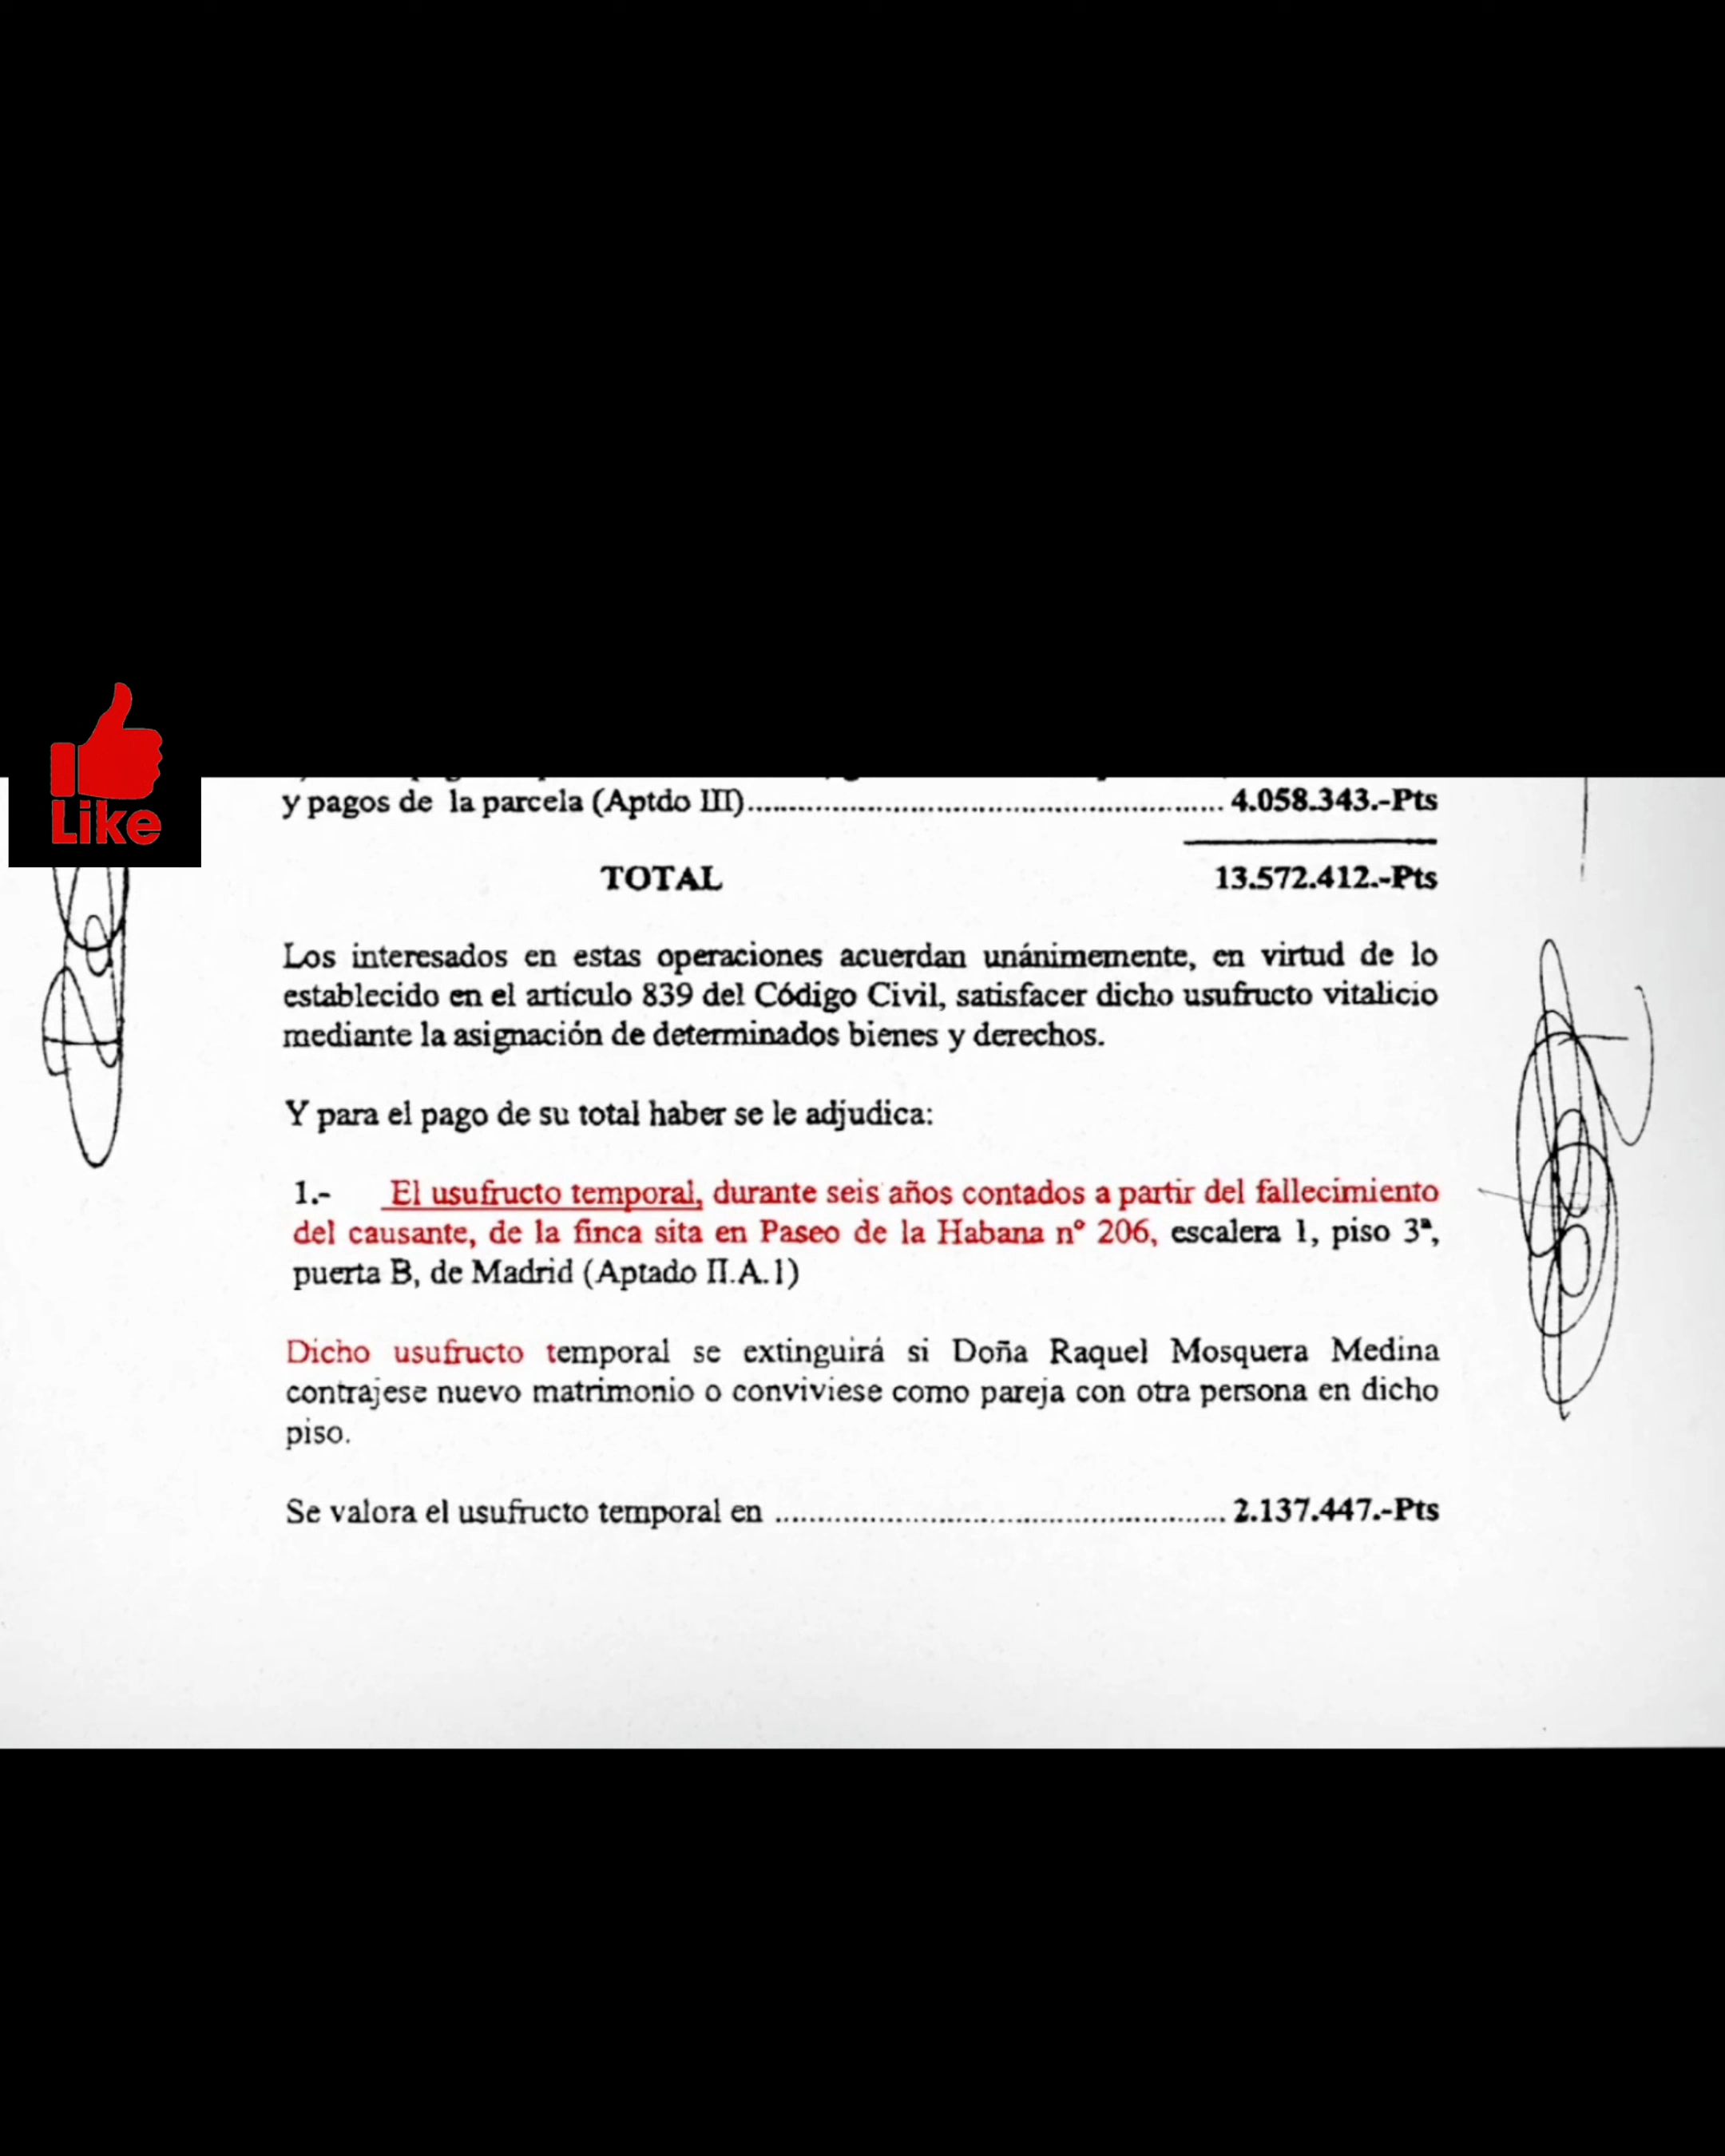 Like
y pagos de la parcela (Aptdo III)........................................................ 4.058.343.-Pts
TOTAL 13.572.412.-Pts
Los interesados en estas operaciones acuerdan unánimemente, en virtud de lo
establecido en el artículo 839 del Código Civil, satisfacer dicho usufructo vitalicio
mediante la asignación de determinados bienes y derechos.
Y para el pago de su total haber se le adjudica:
1.- El usufructo temporal, durante seis años contados a partir del fallecimiento
del causante, de la finca sita en Paseo de la Habana nº 206, escalera 1, piso 3ª,
puerta B, de Madrid (Aptado II.A.1)
Dicho usufructo temporal se extinguirá si Doña Raquel Mosquera Medina
contrajese nuevo matrimonio o conviviese como pareja con otra persona en dicho
piso.
Se valora el usufructo temporal en ..................................................... 2.137.447.-Pts